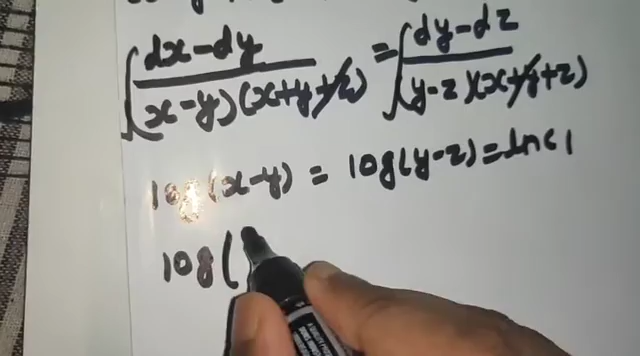 ∫ dx-dy / x-y)(x+y+z) = ∫ dy-dz / y-z)(x+y+z)
log(x-y) = log(y-z) = ln c1
log(